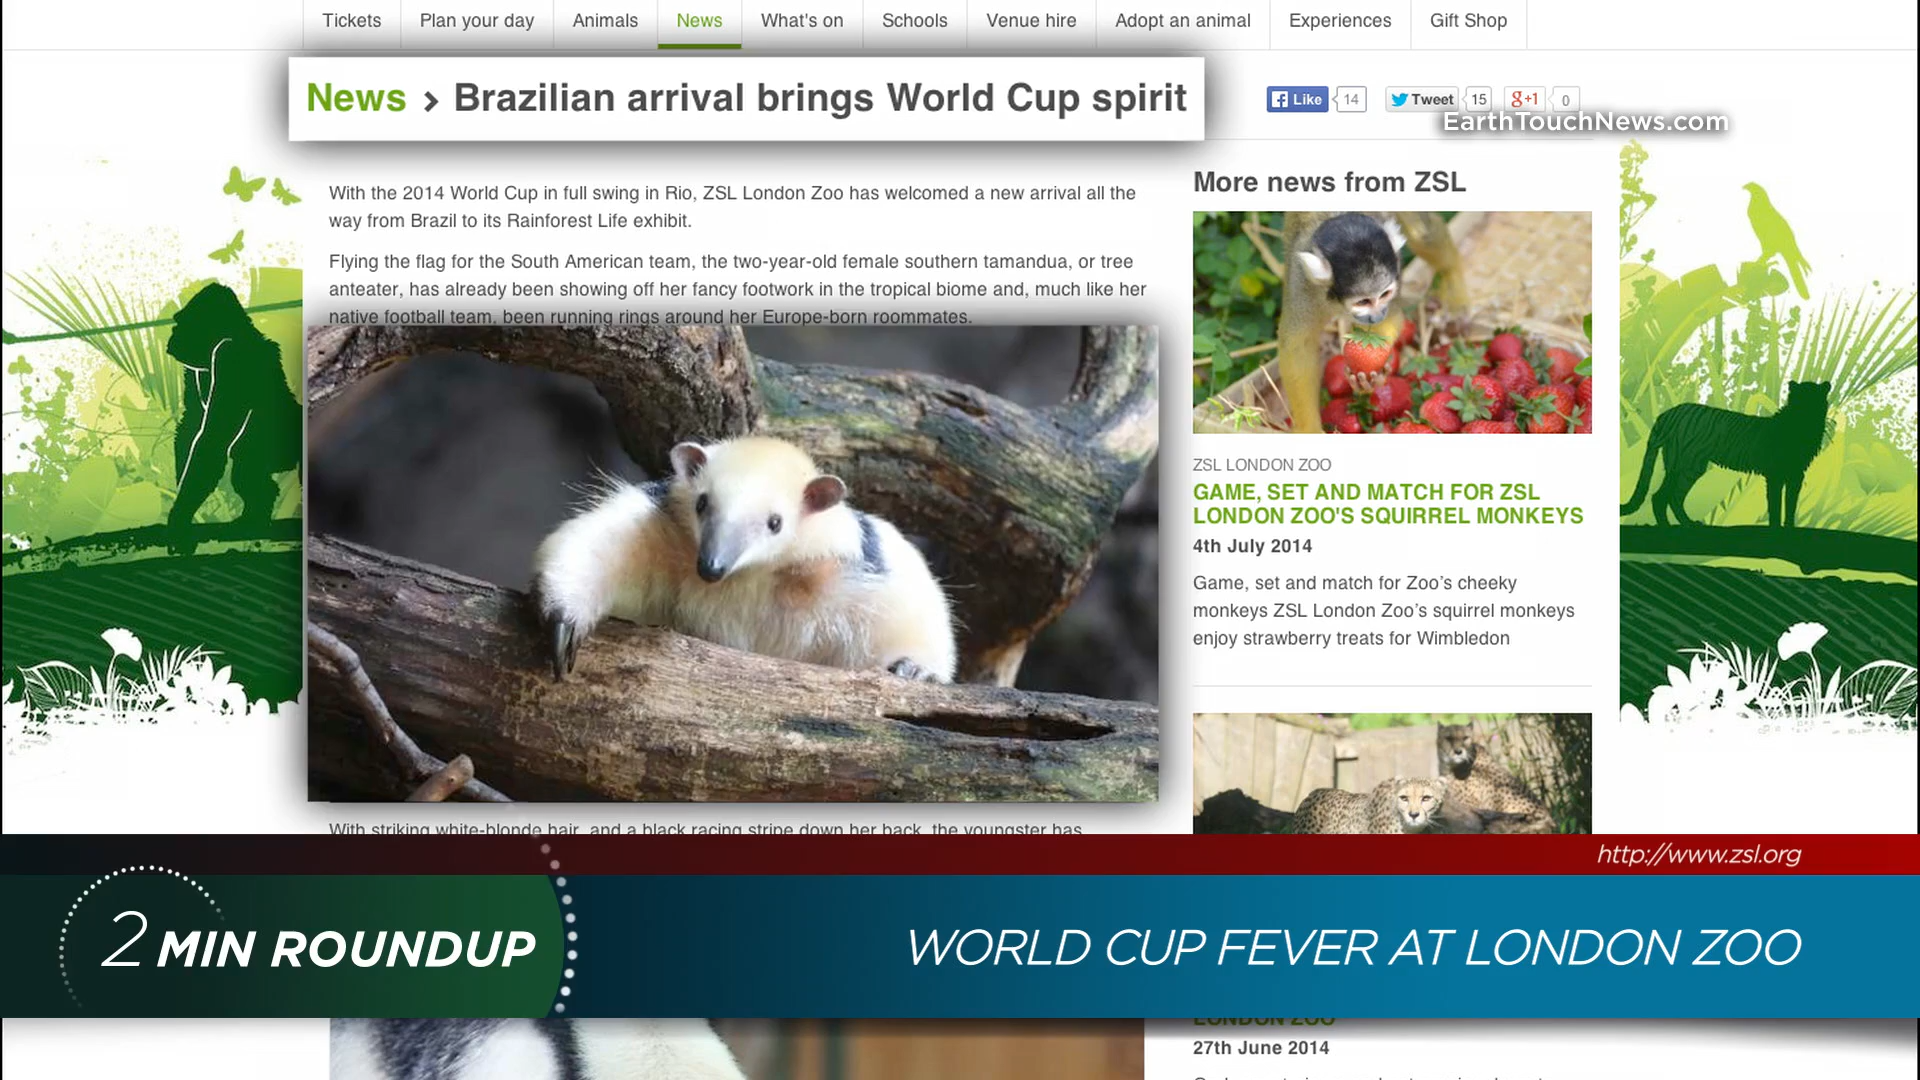 Tickets
Plan your day
Animals
News
What's on
Schools
Venue hire
Adopt an animal
Experiences
Gift Shop
News › Brazilian arrival brings World Cup spirit
Like 14
Tweet 15
g+1 0
EarthTouchNews.com
With the 2014 World Cup in full swing in Rio, ZSL London Zoo has welcomed a new arrival all the
way from Brazil to its Rainforest Life exhibit.
Flying the flag for the South American team, the two-year-old female southern tamandua, or tree
anteater, has already been showing off her fancy footwork in the tropical biome and, much like her
native football team, been running rings around her Europe-born roommates.
With striking white-blonde hair, and a black racing stripe down her back, the youngster has
More news from ZSL
ZSL LONDON ZOO
GAME, SET AND MATCH FOR ZSL
LONDON ZOO'S SQUIRREL MONKEYS
4th July 2014
Game, set and match for Zoo’s cheeky
monkeys ZSL London Zoo’s squirrel monkeys
enjoy strawberry treats for Wimbledon
http://www.zsl.org
2 MIN ROUNDUP
WORLD CUP FEVER AT LONDON ZOO
LONDON ZOO
27th June 2014